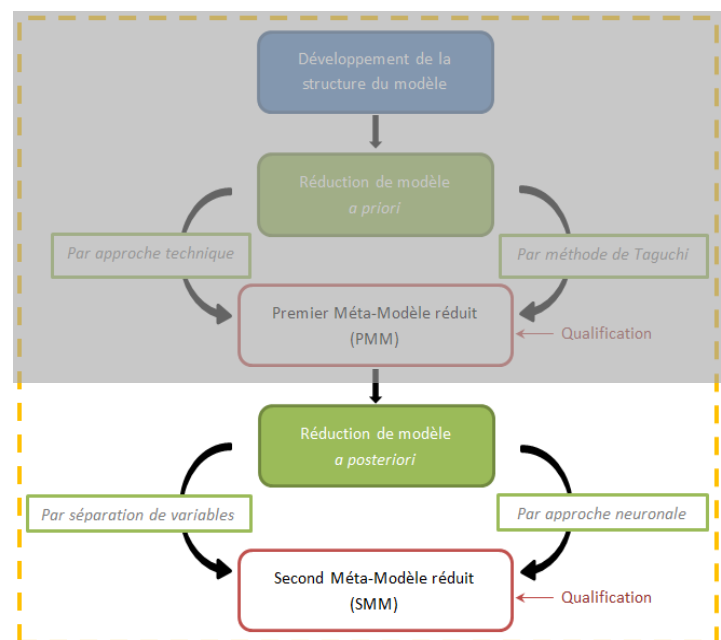 Développement de la
structure du modèle
Réduction de modèle
a priori
Par approche technique
Par méthode de Taguchi
Premier Méta-Modèle réduit
(PMM)
Qualification
Réduction de modèle
a posteriori
Par séparation de variables
Par approche neuronale
Second Méta-Modèle réduit
(SMM)
Qualification